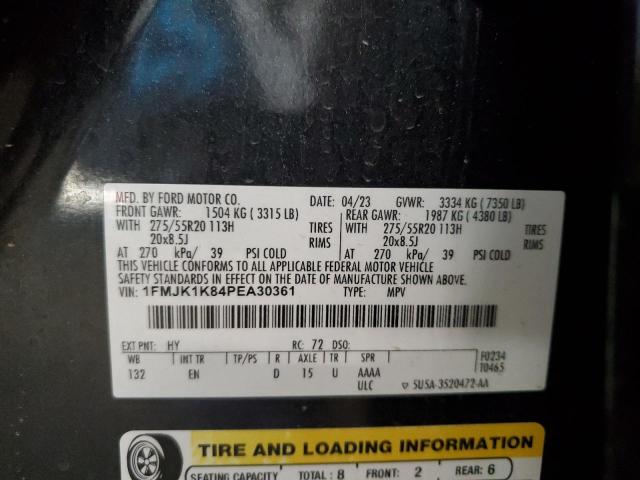 MFD. BY FORD MOTOR CO. DATE: 04/23 GVWR: 3334 KG ( 7350 LB)
FRONT GAWR: 1504 KG ( 3315 LB) REAR GAWR: 1987 KG ( 4380 LB)
WITH 275/55R20 113H TIRES WITH 275/55R20 113H TIRES
20x8.5J RIMS 20x8.5J RIMS
AT 270 kPa/ 39 PSI COLD AT 270 kPa/ 39 PSI COLD
THIS VEHICLE CONFORMS TO ALL APPLICABLE FEDERAL MOTOR VEHICLE
SAFETY STANDARDS IN EFFECT ON THE DATE OF MANUFACTURE SHOWN ABOVE.
VIN: 1FMJK1K84PEA30361 TYPE: MPV
EXT PNT: HY RC: 72 DSO:
WB INT TR TP/PS R AXLE TR SPR F0234
132 EN D 15 U AAAA T0465
ULC 5U5A-3520472-AA
TIRE AND LOADING INFORMATION
SEATING CAPACITY TOTAL: 8 FRONT: 2 REAR: 6